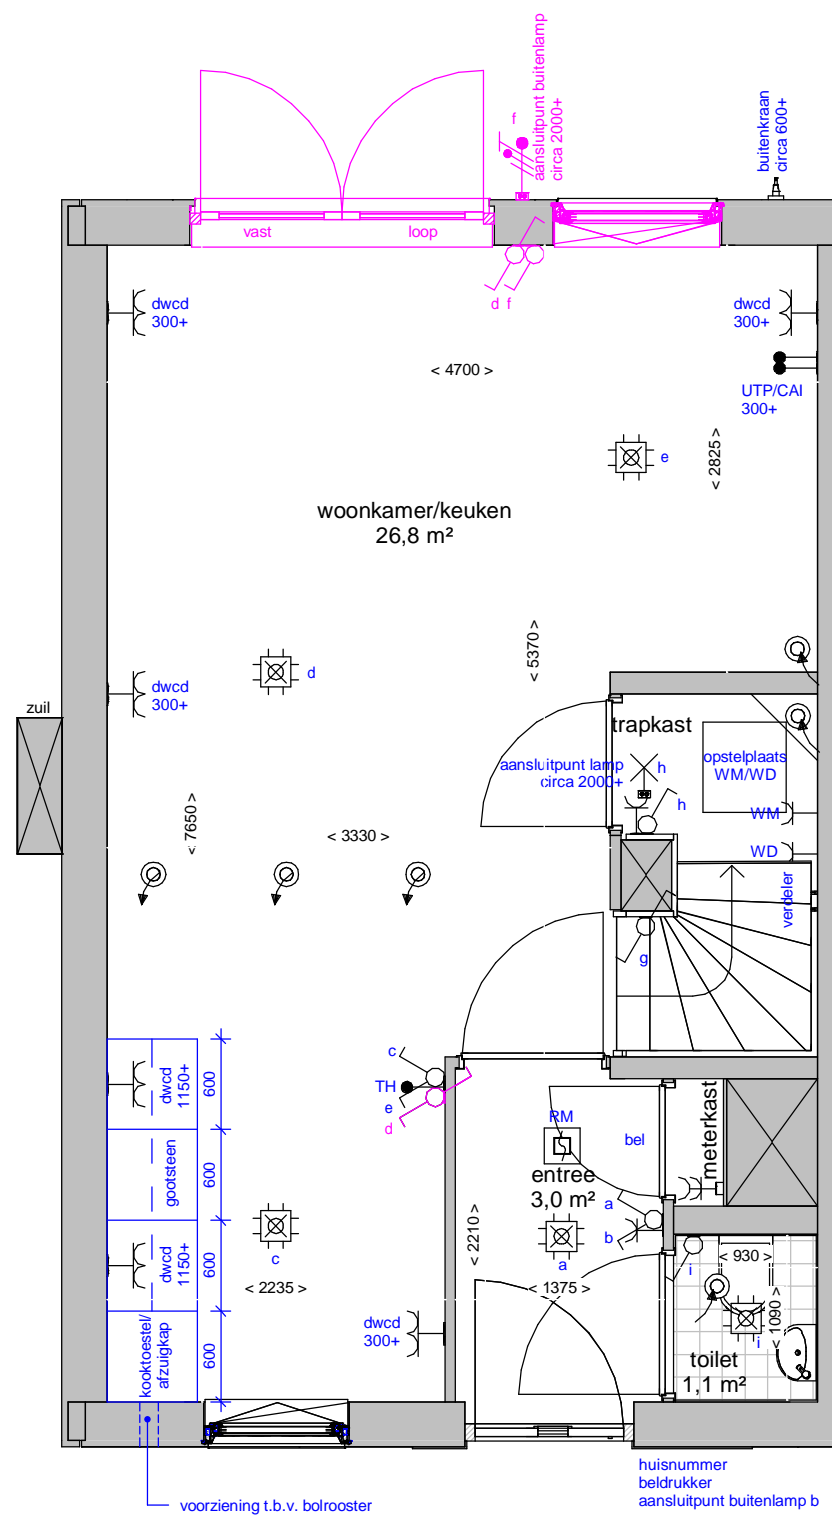 aansluitpunt buitenlamp
circa 2000+
f
buitenkraan
circa 600+
vast
loop
d f
dwcd
300+
dwcd
300+
< 4700 >
UTP/CAI
300+
e
< 2825 >
woonkamer/keuken
26,8 m²
< 5370 >
d
dwcd
300+
zuil
trapkast
aansluitpunt lamp
circa 2000+
h
opstelplaats
WM/WD
h
WM
WD
< 7650 >
< 3330 >
verdeler
g
c
TH
e
d
dwcd
1150+
600
gootsteen
600
dwcd
1150+
600
kooktoestel/
afzuigkap
600
RM
bel
meterkast
entree
3,0 m²
a
b
a
< 2210 >
c
< 2235 >
< 1375 >
i
< 930 >
< 1090 >
i
dwcd
300+
toilet
1,1 m²
huisnummer
beldrukker
aansluitpunt buitenlamp b
voorziening t.b.v. bolrooster